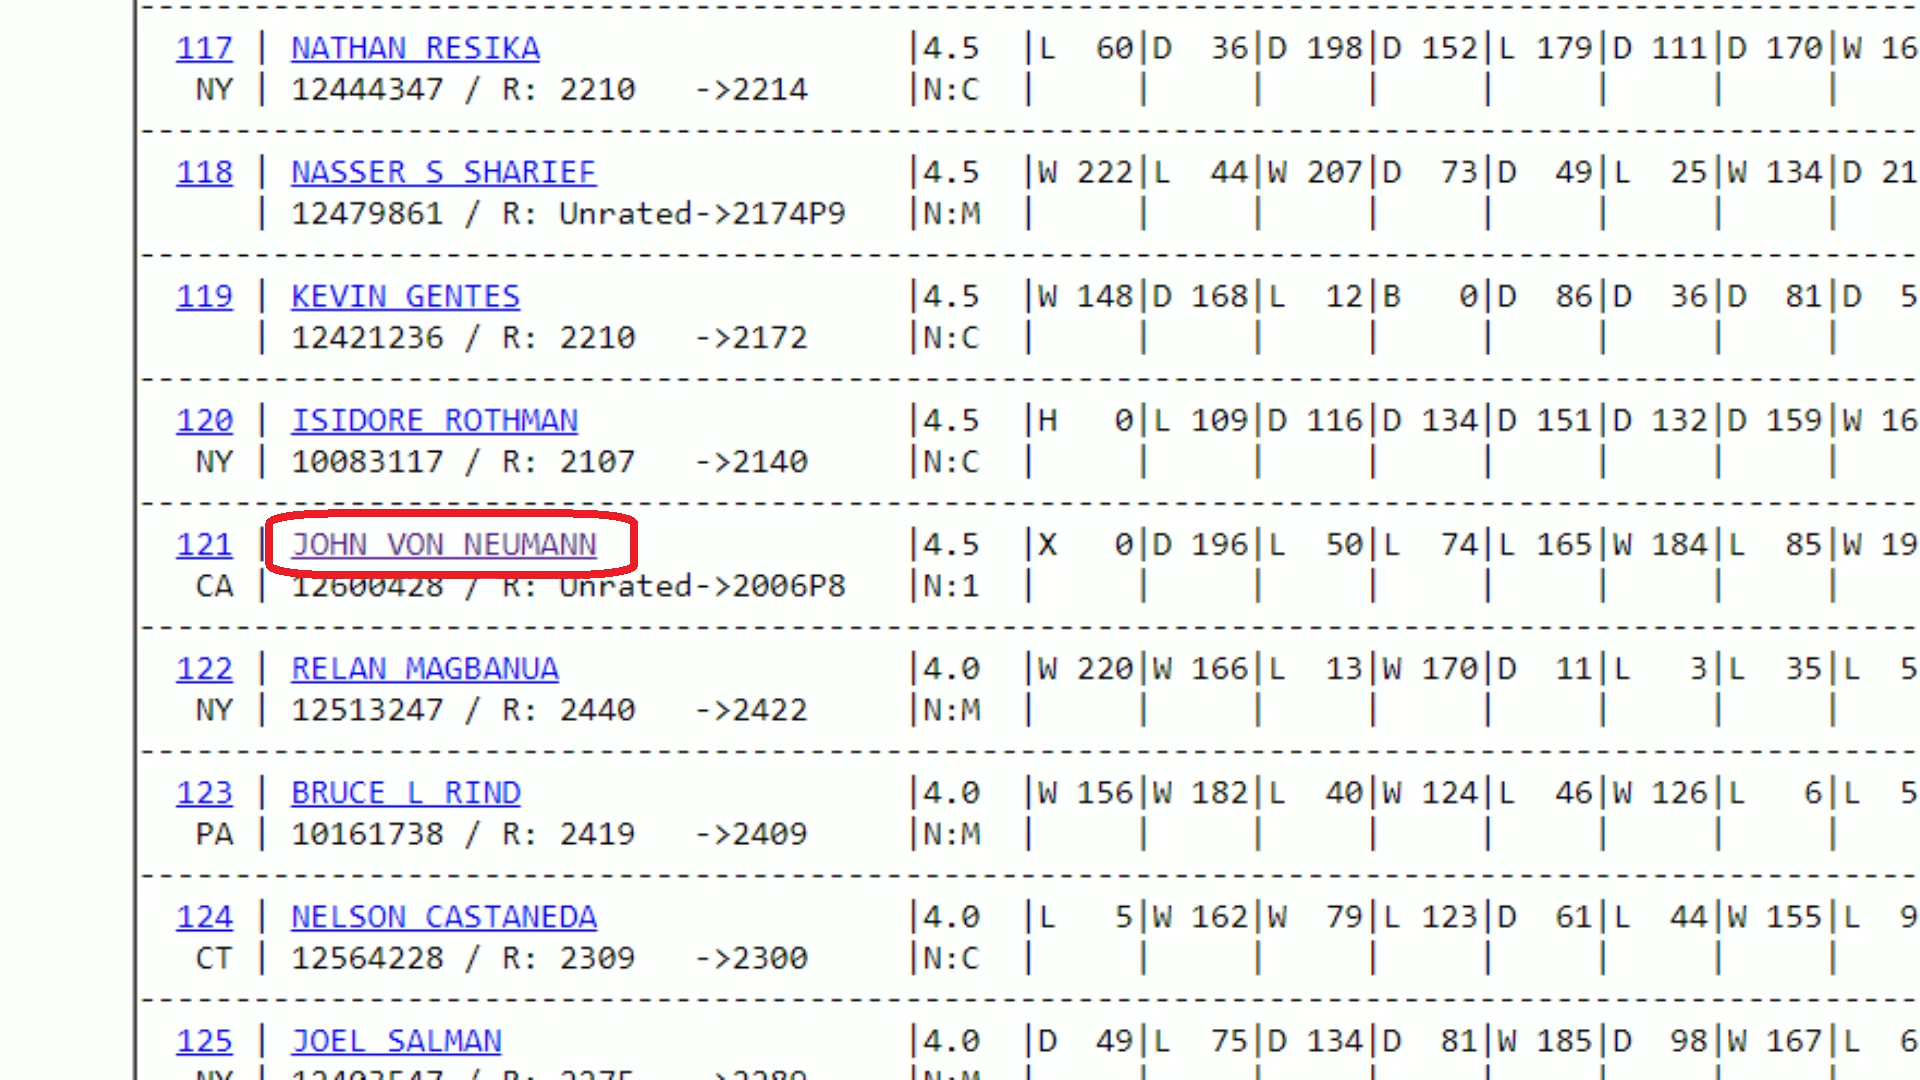 117 | NATHAN RESIKA |4.5 |L 60|D 36|D 198|D 152|L 179|D 111|D 170|W 16
NY | 12444347 / R: 2210 ->2214 |N:C | | | | | | | |
118 | NASSER S SHARIEF |4.5 |W 222|L 44|W 207|D 73|D 49|L 25|W 134|D 21
| 12479861 / R: Unrated->2174P9 |N:M | | | | | | | |
119 | KEVIN GENTES |4.5 |W 148|D 168|L 12|B 0|D 86|D 36|D 81|D 5
| 12421236 / R: 2210 ->2172 |N:C | | | | | | | |
120 | ISIDORE ROTHMAN |4.5 |H 0|L 109|D 116|D 134|D 151|D 132|D 159|W 16
NY | 10083117 / R: 2107 ->2140 |N:C | | | | | | | |
121 | JOHN VON NEUMANN |4.5 |X 0|D 196|L 50|L 74|L 165|W 184|L 85|W 19
CA | 12600428 / R: Unrated->2006P8 |N:1 | | | | | | | |
122 | RELAN MAGBANUA |4.0 |W 220|W 166|L 13|W 170|D 11|L 3|L 35|L 5
NY | 12513247 / R: 2440 ->2422 |N:M | | | | | | | |
123 | BRUCE L RIND |4.0 |W 156|W 182|L 40|W 124|L 46|W 126|L 6|L 5
PA | 10161738 / R: 2419 ->2409 |N:M | | | | | | | |
124 | NELSON CASTANEDA |4.0 |L 5|W 162|W 79|L 123|D 61|L 44|W 155|L 9
CT | 12564228 / R: 2309 ->2300 |N:C | | | | | | | |
125 | JOEL SALMAN |4.0 |D 49|L 75|D 134|D 81|W 185|D 98|W 167|L 6